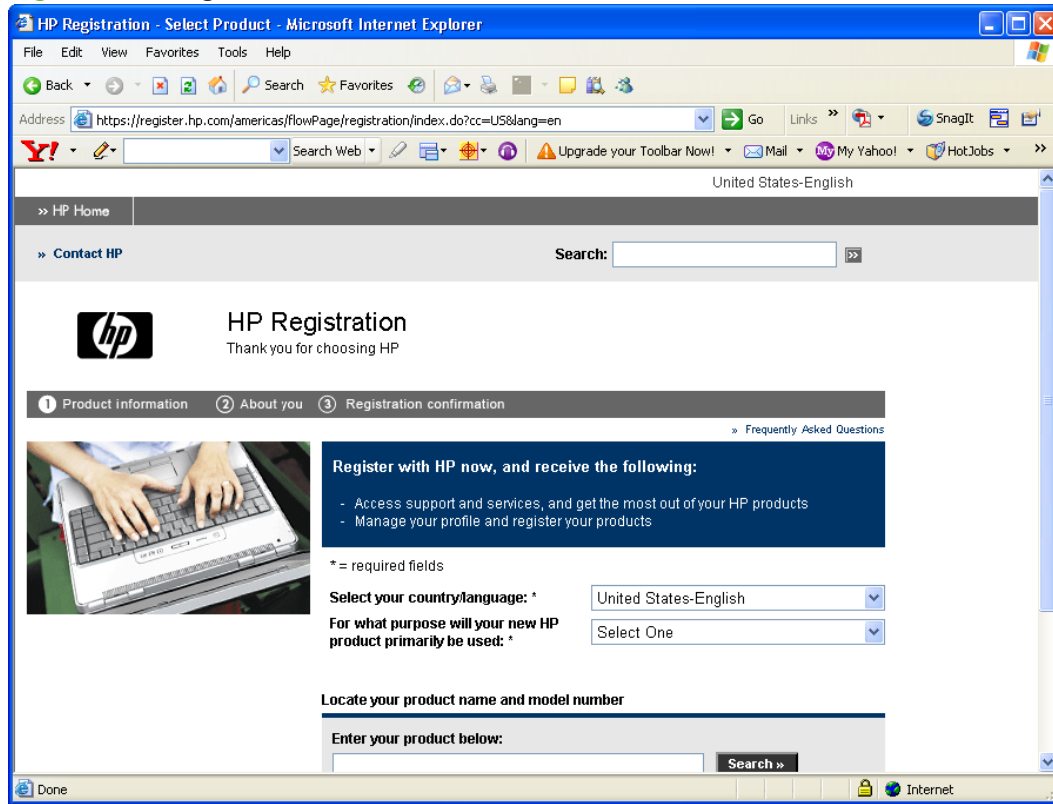 HP Registration - Select Product - Microsoft Internet Explorer
File Edit View Favorites Tools Help
Back Search Favorites
Address https://register.hp.com/americas/flowPage/registration/index.do?cc=US&lang=en Go Links » SnagIt
Y! Search Web Upgrade your Toolbar Now! Mail My My Yahoo! HotJobs »
United States-English
» HP Home
» Contact HP Search: »
hp HP Registration
Thank you for choosing HP
1 Product information 2 About you 3 Registration confirmation
» Frequently Asked Questions
Register with HP now, and receive the following:
- Access support and services, and get the most out of your HP products
- Manage your profile and register your products
* = required fields
Select your country/language: * United States-English
For what purpose will your new HP
product primarily be used: * Select One
Locate your product name and model number
Enter your product below:
Search »
Done Internet